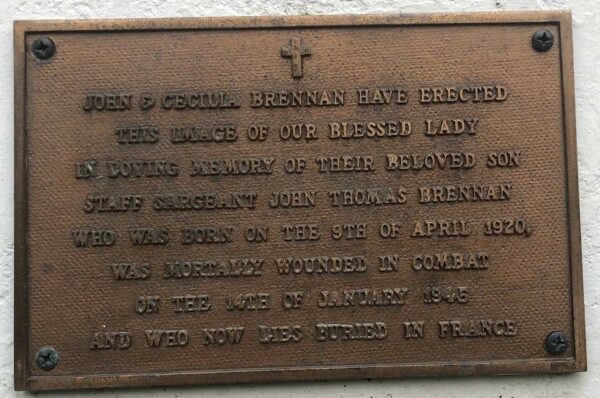 JOHN & CECILIA BRENNAN HAVE ERECTED
THIS IMAGE OF OUR BLESSED LADY
IN LOVING MEMORY OF THEIR BELOVED SON
STAFF SARGEANT JOHN THOMAS BRENNAN
WHO WAS BORN ON THE 9TH OF APRIL 1920,
WAS MORTALLY WOUNDED IN COMBAT
ON THE 14TH OF JANUARY 1945
AND WHO NOW LIES BURIED IN FRANCE